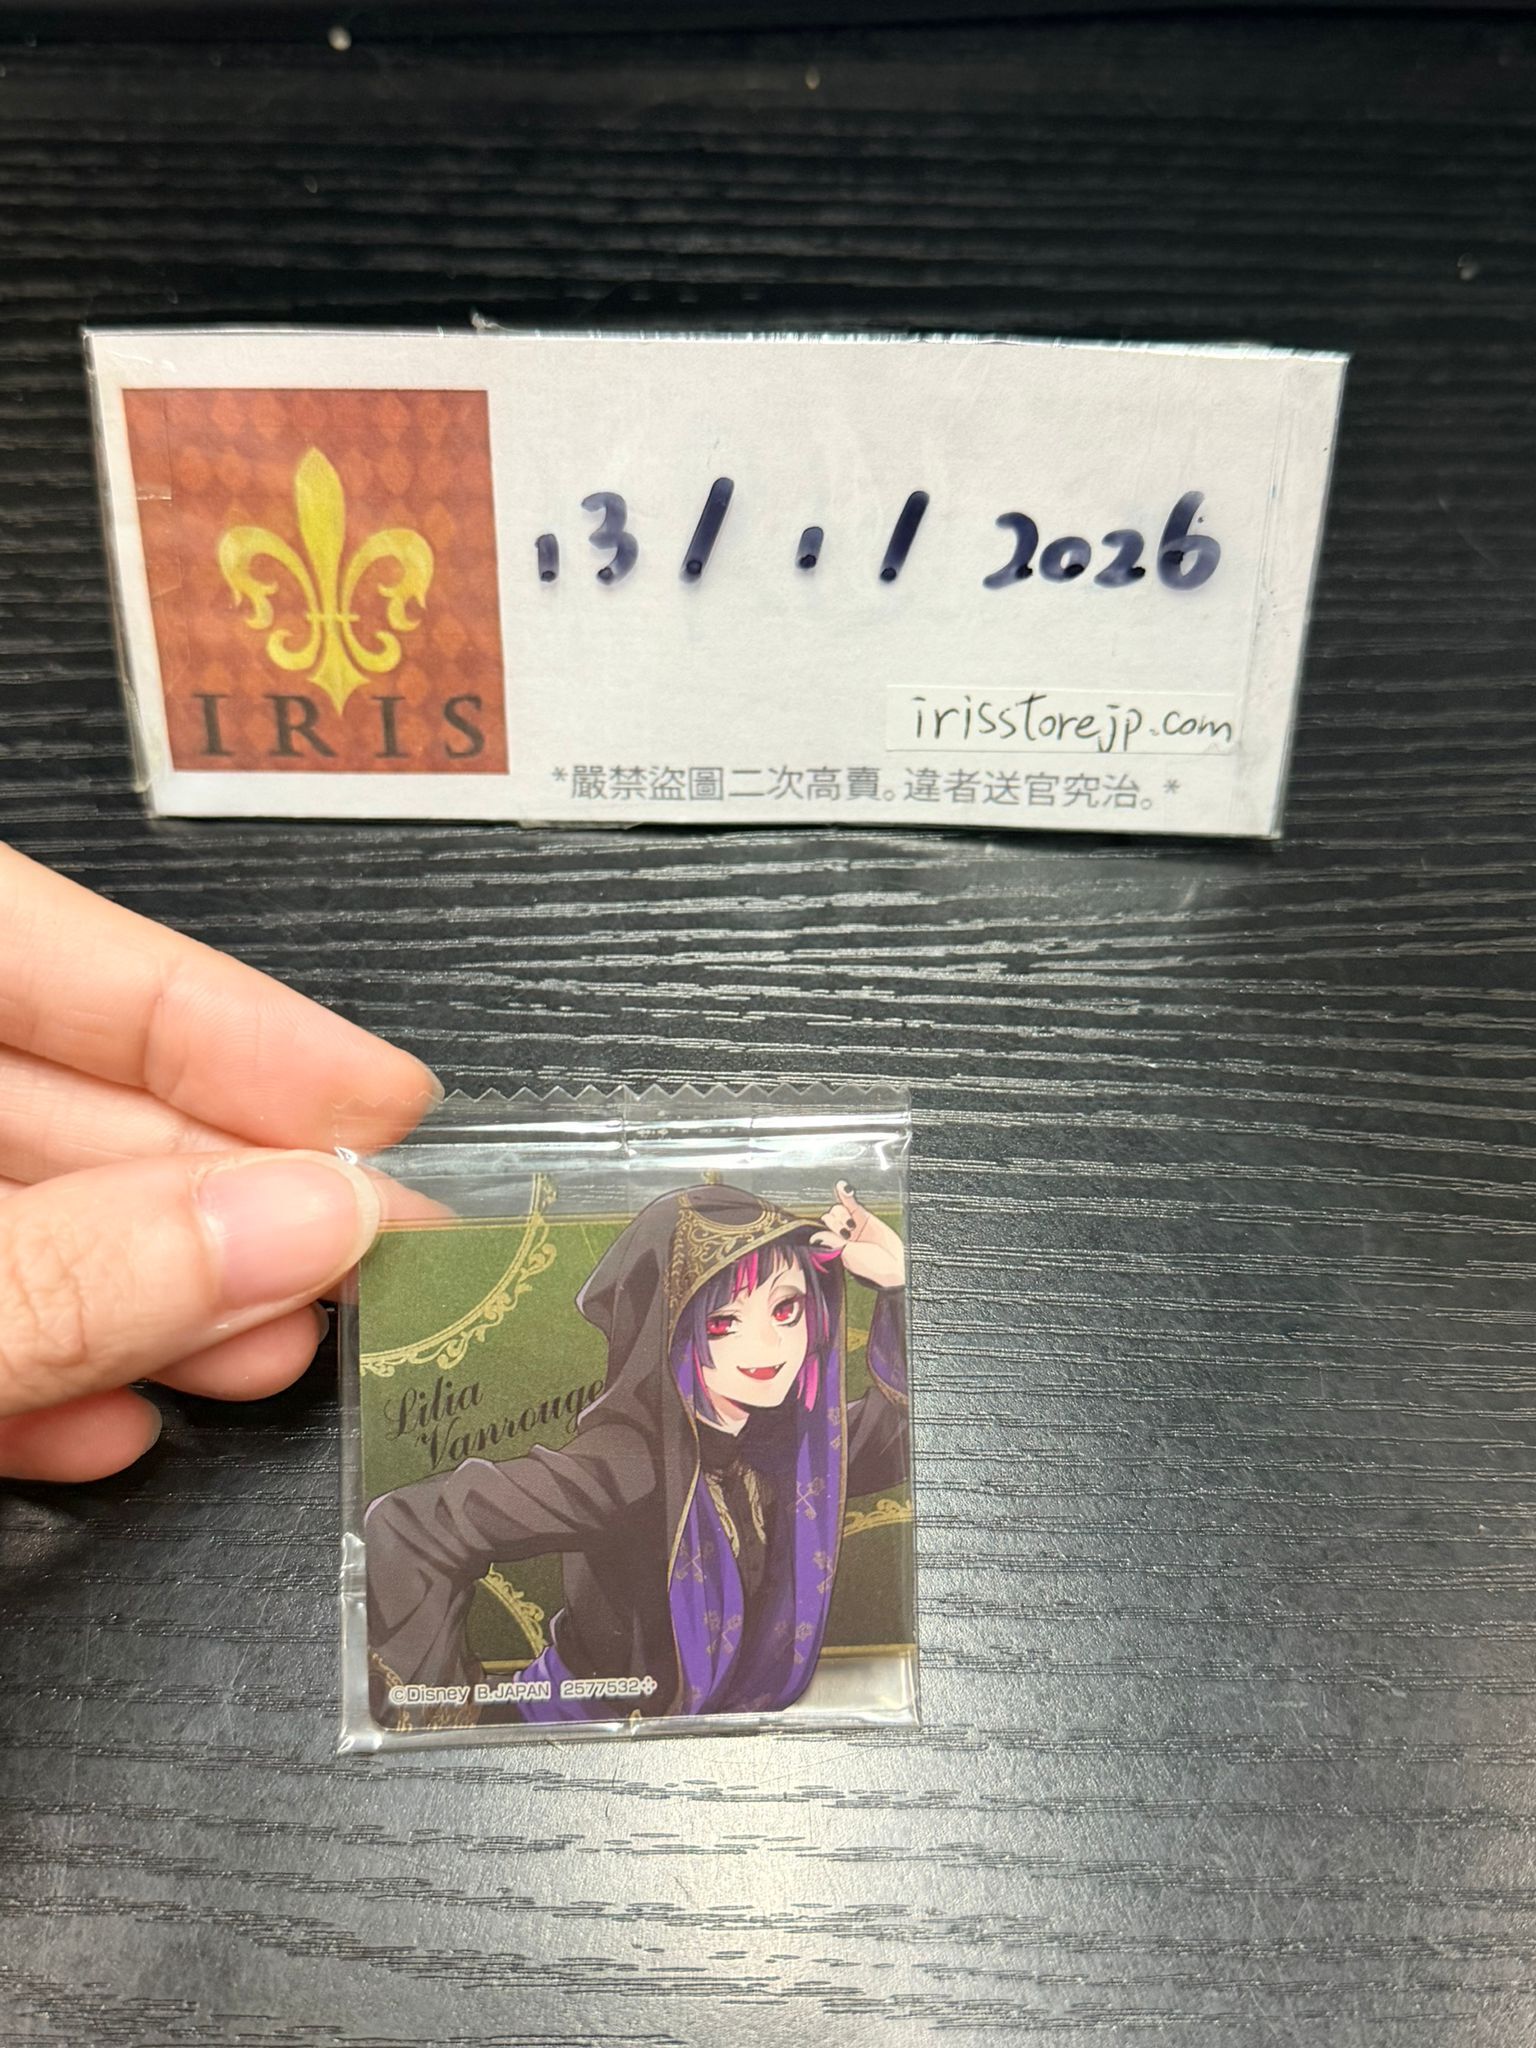 IRIS
13/1/2026
irisstorejp.com
*嚴禁盜圖二次高賣。違者送官究治。*
Lilia
Vanrouge
©Disney B.JAPAN 2577532